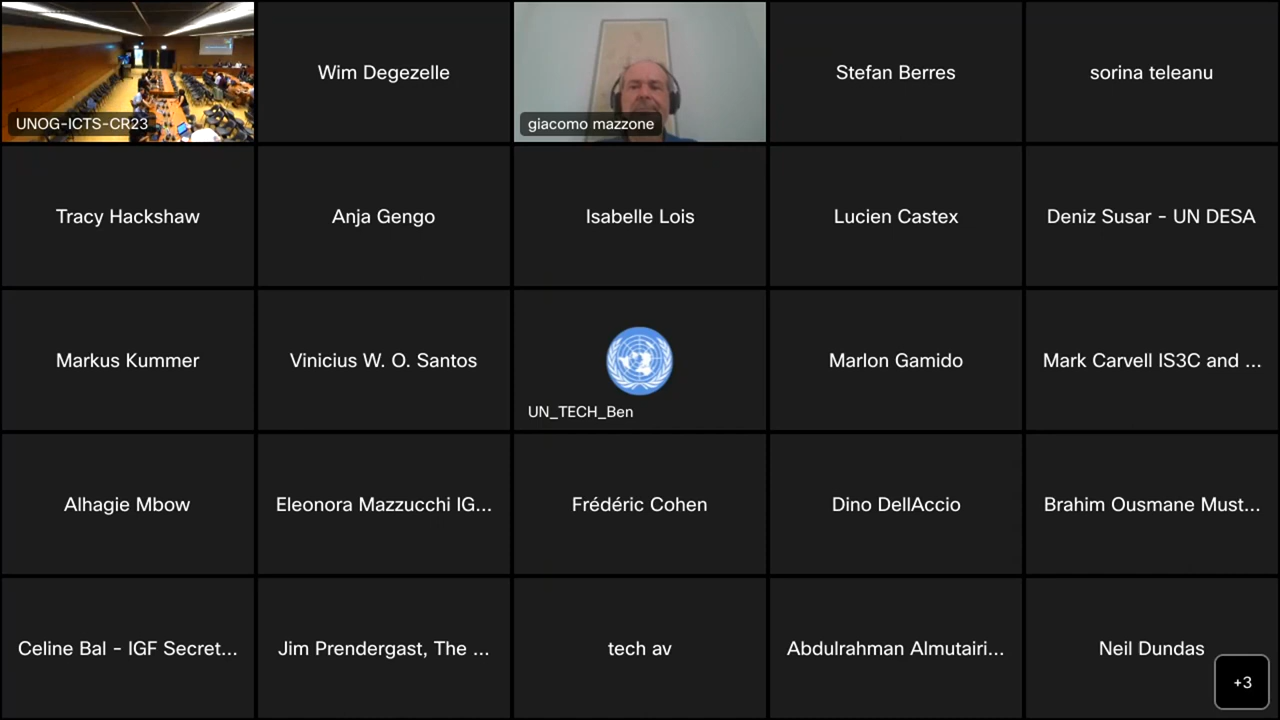 UNOG-ICTS-CR23
Wim Degezelle
giacomo mazzone
Stefan Berres
sorina teleanu
Tracy Hackshaw
Anja Gengo
Isabelle Lois
Lucien Castex
Deniz Susar - UN DESA
Markus Kummer
Vinicius W. O. Santos
UN_TECH_Ben
Marlon Gamido
Mark Carvell IS3C and ...
Alhagie Mbow
Eleonora Mazzucchi IG...
Frédéric Cohen
Dino DellAccio
Brahim Ousmane Must...
Celine Bal - IGF Secret...
Jim Prendergast, The ...
tech av
Abdulrahman Almutairi...
Neil Dundas
+3